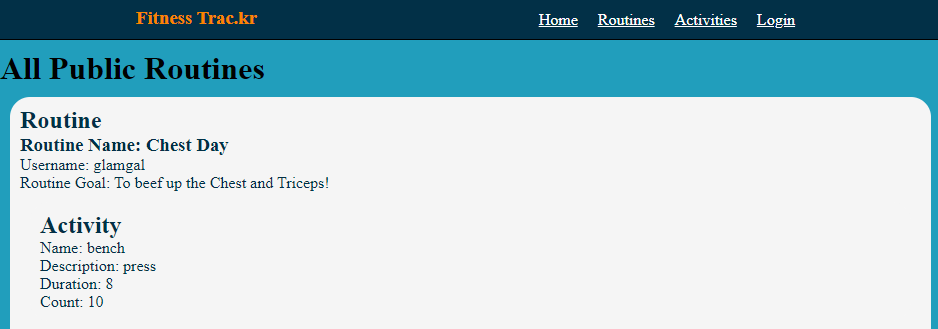 Fitness Trac.kr Home Routines Activities Login
All Public Routines
Routine
Routine Name: Chest Day
Username: glamgal
Routine Goal: To beef up the Chest and Triceps!
Activity
Name: bench
Description: press
Duration: 8
Count: 10